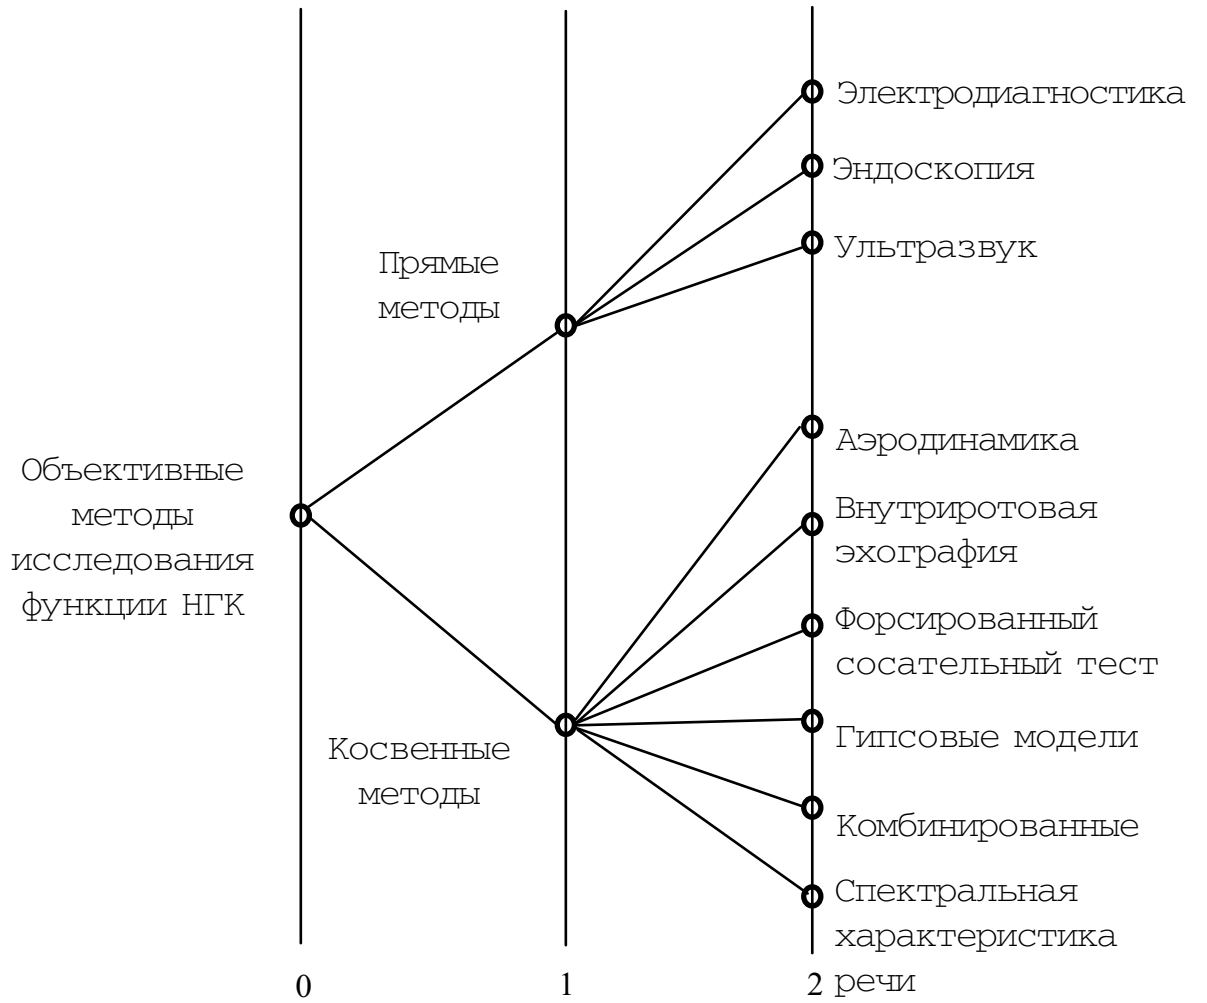 Объективные
методы
исследования
функции НГК
Прямые
методы
Косвенные
методы
Электродиагностика
Эндоскопия
Ультразвук
Аэродинамика
Внутриротовая
эхография
Форсированный
сосательный тест
Гипсовые модели
Комбинированные
Спектральная
характеристика
речи
0
1
2